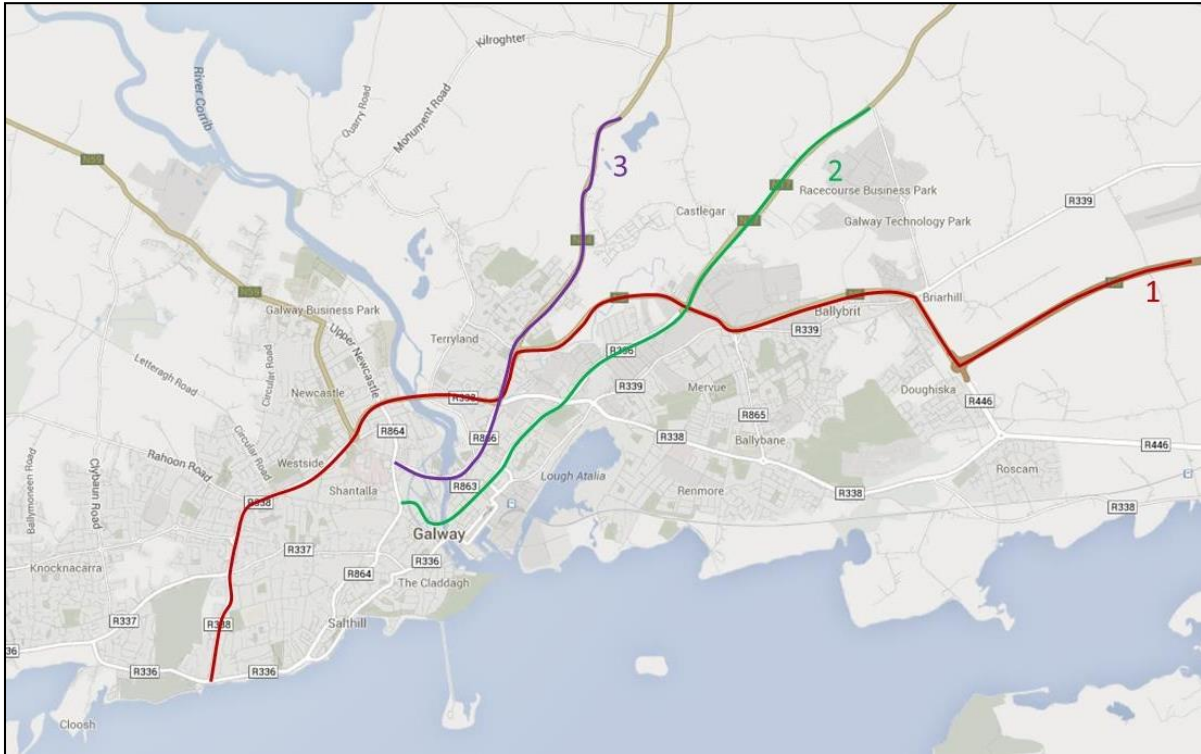 Kilroghter
River Corrib
Quarry Road
Monument Road
N59
3
2
Racecourse Business Park
Castlegar
Galway Technology Park
R339
N59
Galway Business Park
1
Briarhill
Ballybrit
R339
Terryland
Upper Newcastle
Letteragh Road
Circular Road
Newcastle
R339
Mervue
Doughiska
R865
R446
R864
R338
Ballybane
R446
Rahoon Road
Circular Road
Westside
Lough Atalia
Roscam
Ballymoneen Road
Clybaun Road
Shantalla
R863
Renmore
R338
R338
R338
Galway
R337
R336
Knocknacarra
R864
The Claddagh
R337
Salthill
R336
R336
Cloosh